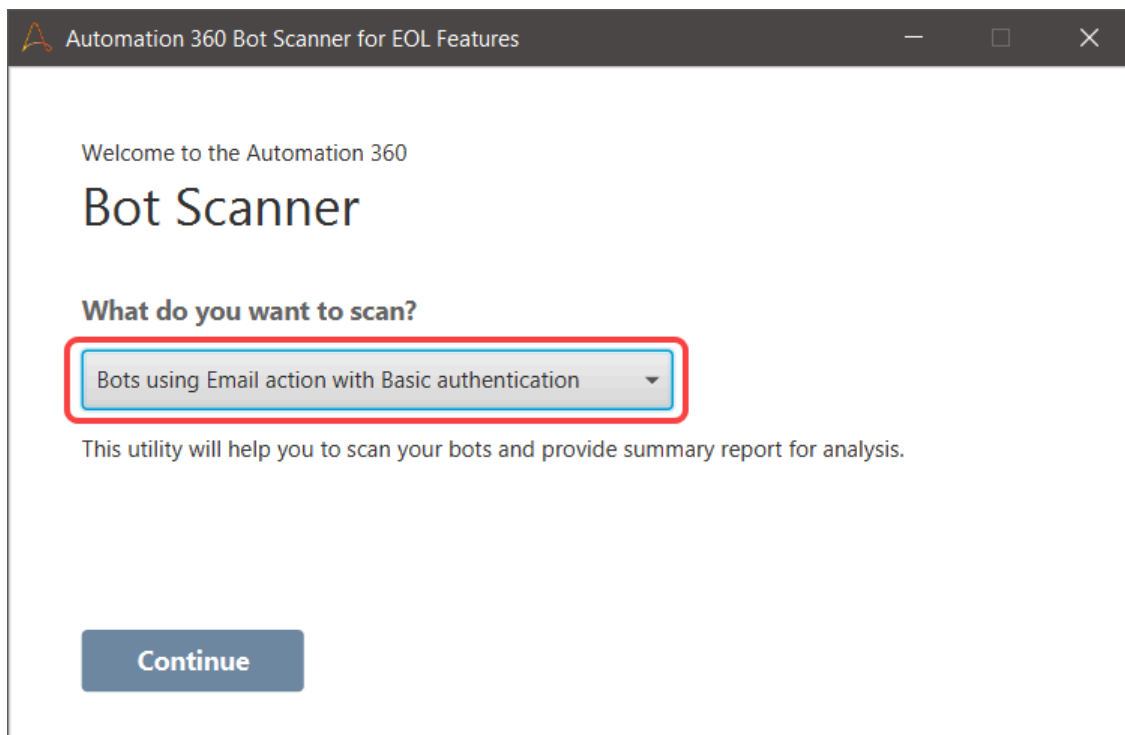 Automation 360 Bot Scanner for EOL Features
Welcome to the Automation 360
Bot Scanner
What do you want to scan?
Bots using Email action with Basic authentication
This utility will help you to scan your bots and provide summary report for analysis.
Continue